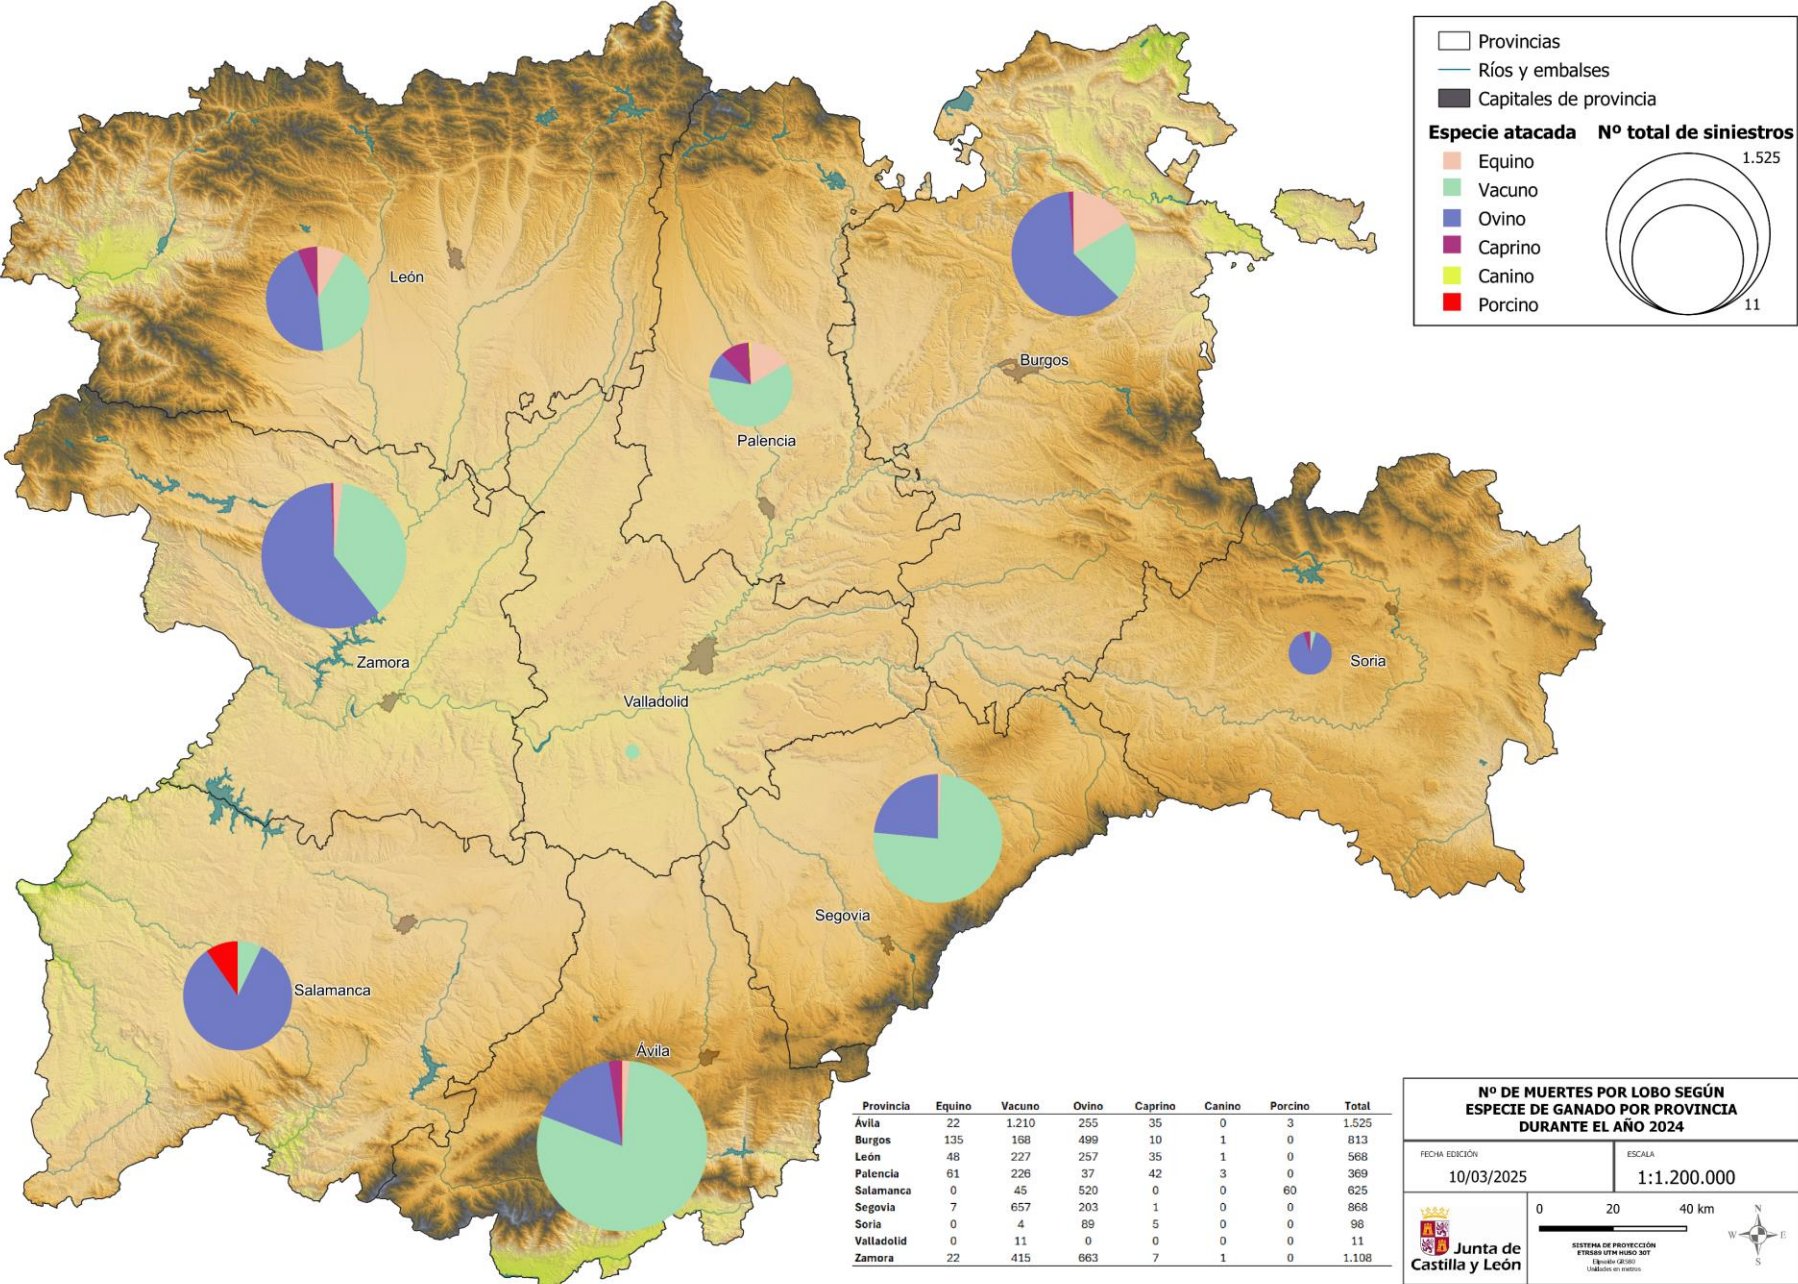 Provincias
Ríos y embalses
Capitales de provincia
Especie atacada Nº total de siniestros
Equino
Vacuno
Ovino
Caprino
Canino
Porcino
1.525
11
León
Burgos
Palencia
Zamora
Soria
Valladolid
Segovia
Salamanca
Ávila
Provincia Equino Vacuno Ovino Caprino Canino Porcino Total
Ávila 22 1.210 255 35 0 3 1.525
Burgos 135 168 499 10 1 0 813
León 48 227 257 35 1 0 568
Palencia 61 226 37 42 3 0 369
Salamanca 0 45 520 0 0 60 625
Segovia 7 657 203 1 0 0 868
Soria 0 4 89 5 0 0 98
Valladolid 0 11 0 0 0 0 11
Zamora 22 415 663 7 1 0 1.108
Nº DE MUERTES POR LOBO SEGÚN
ESPECIE DE GANADO POR PROVINCIA
DURANTE EL AÑO 2024
FECHA EDICIÓN
10/03/2025
ESCALA
1:1.200.000
Junta de
Castilla y León
0 20 40 km
SISTEMA DE PROYECCIÓN
ETRS89 UTM HUSO 30T
Elipsoide GRS80
Unidades en metros
N
W E
S